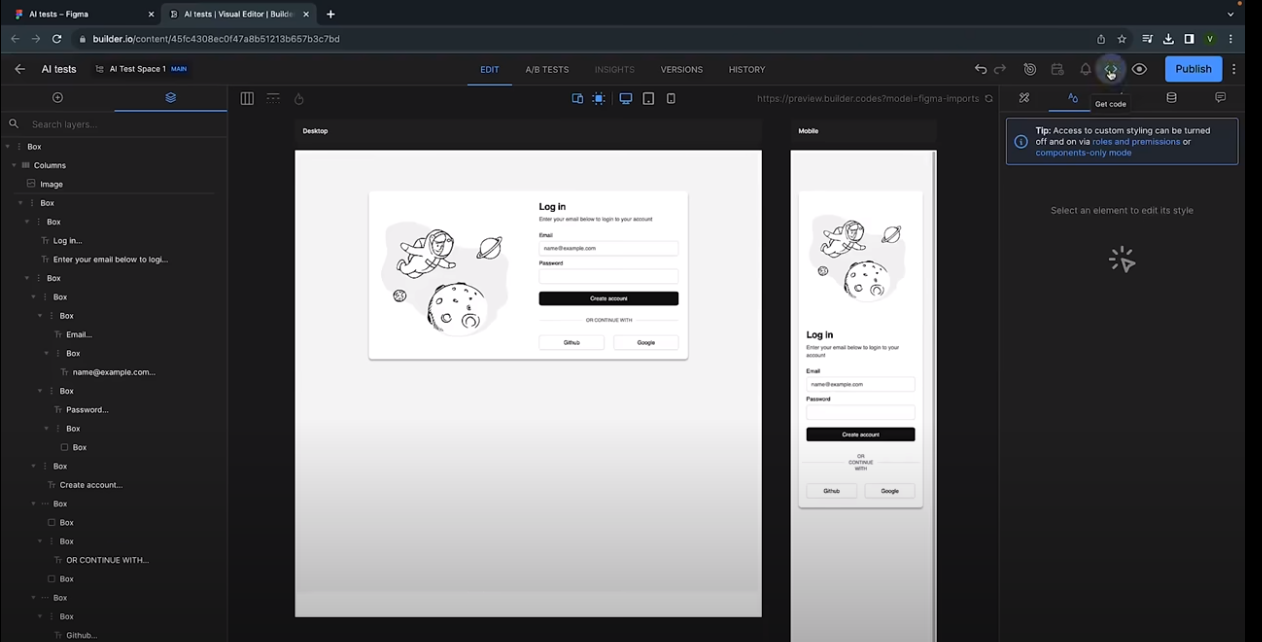 AI tests – Figma
AI tests | Visual Editor | Builde
builder.io/content/45fc4308ec0f47a8b51213b657b3c7bd
V
AI tests
AI Test Space 1 MAIN
EDIT
A/B TESTS
INSIGHTS
VERSIONS
HISTORY
Publish
Get code
https://preview.builder.codes?model=figma-imports
Search layers...
Box
Columns
Image
Box
Box
Log in...
Enter your email below to logi...
Box
Box
Box
Email...
Box
name@example.com...
Box
Password...
Box
Box
Box
Create account...
Box
Box
Box
OR CONTINUE WITH...
Box
Box
Box
Github...
Desktop
Log in
Enter your email below to login to your account
Email
name@example.com
Password
Create account
OR CONTINUE WITH
Github
Google
Mobile
Log in
Enter your email below to login to your
account
Email
name@example.com
Password
Create account
OR
CONTINUE
WITH
Github
Google
Tip: Access to custom styling can be turned
off and on via roles and premissions or
components-only mode
Select an element to edit its style